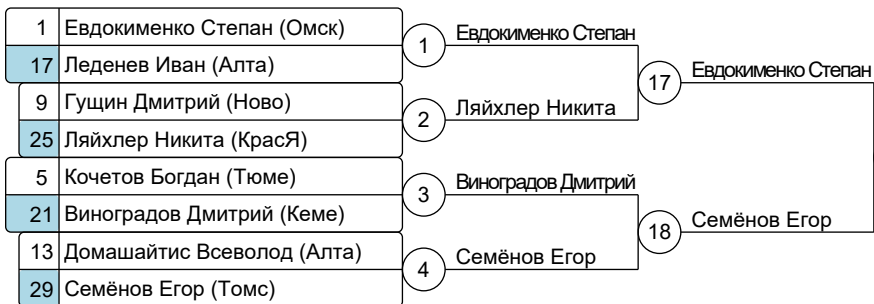 1 Евдокименко Степан (Омск)
17 Леденев Иван (Алта)
9 Гущин Дмитрий (Ново)
25 Ляйхлер Никита (КрасЯ)
5 Кочетов Богдан (Тюме)
21 Виноградов Дмитрий (Кеме)
13 Домашайтис Всеволод (Алта)
29 Семёнов Егор (Томс)
1 Евдокименко Степан
2 Ляйхлер Никита
3 Виноградов Дмитрий
4 Семёнов Егор
17 Евдокименко Степан
18 Семёнов Егор